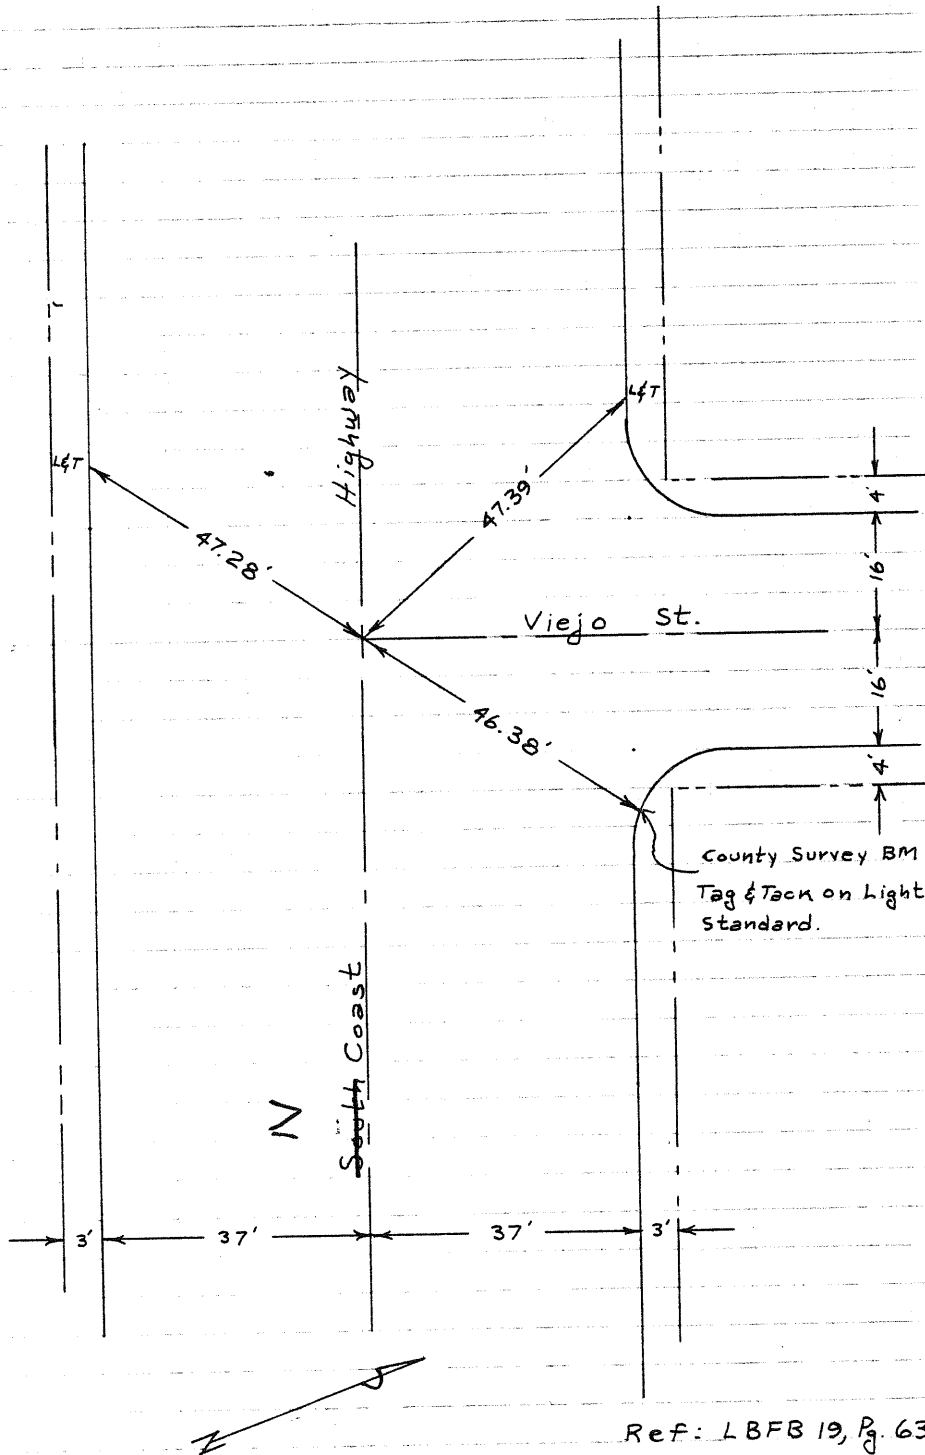 Highway
L&T
L&T
47.28'
47.39'
4'
16'
Viejo St.
16'
46.38'
4'
County Survey BM
Tag & Tack on Light
Standard.
N
South Coast
3'
37'
37'
3'
N
Ref: LBFB 19, Pg. 63